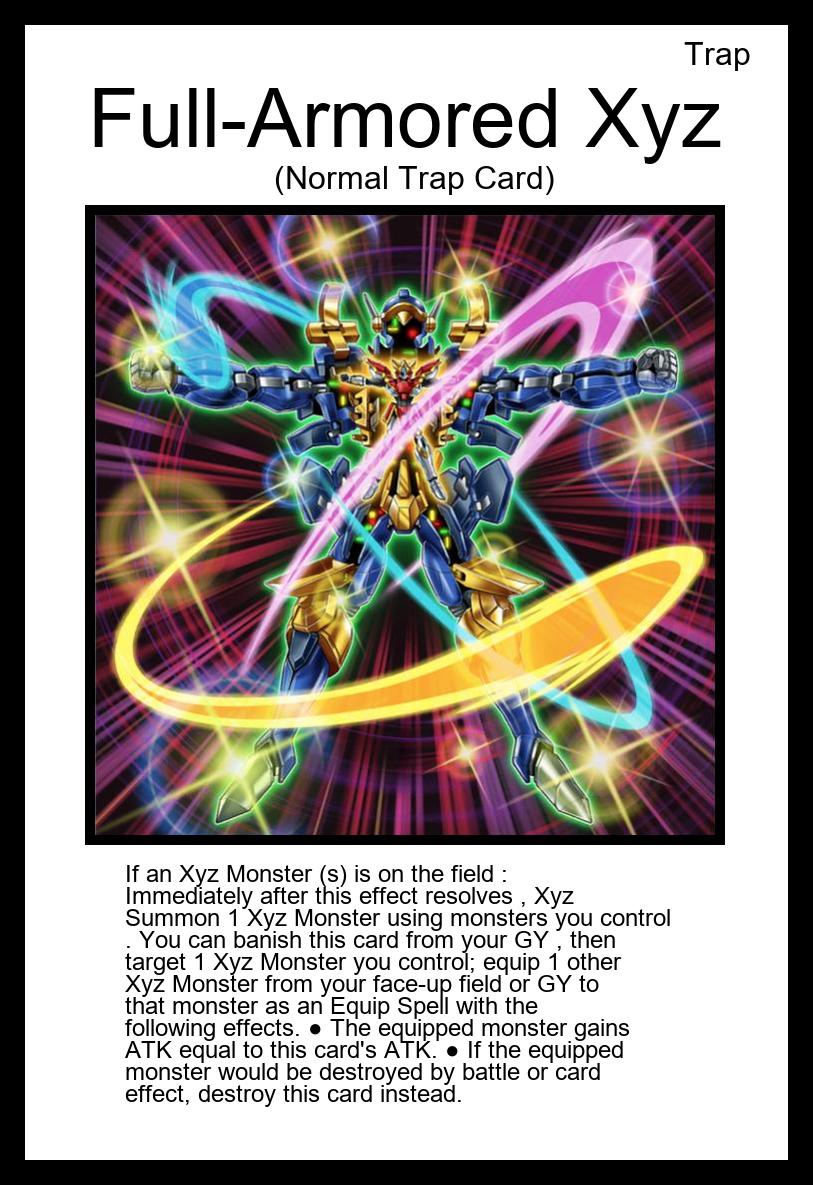 Trap
Full-Armored Xyz
(Normal Trap Card)
If an Xyz Monster (s) is on the field :
Immediately after this effect resolves , Xyz
Summon 1 Xyz Monster using monsters you control
. You can banish this card from your GY , then
target 1 Xyz Monster you control; equip 1 other
Xyz Monster from your face-up field or GY to
that monster as an Equip Spell with the
following effects. ● The equipped monster gains
ATK equal to this card's ATK. ● If the equipped
monster would be destroyed by battle or card
effect, destroy this card instead.